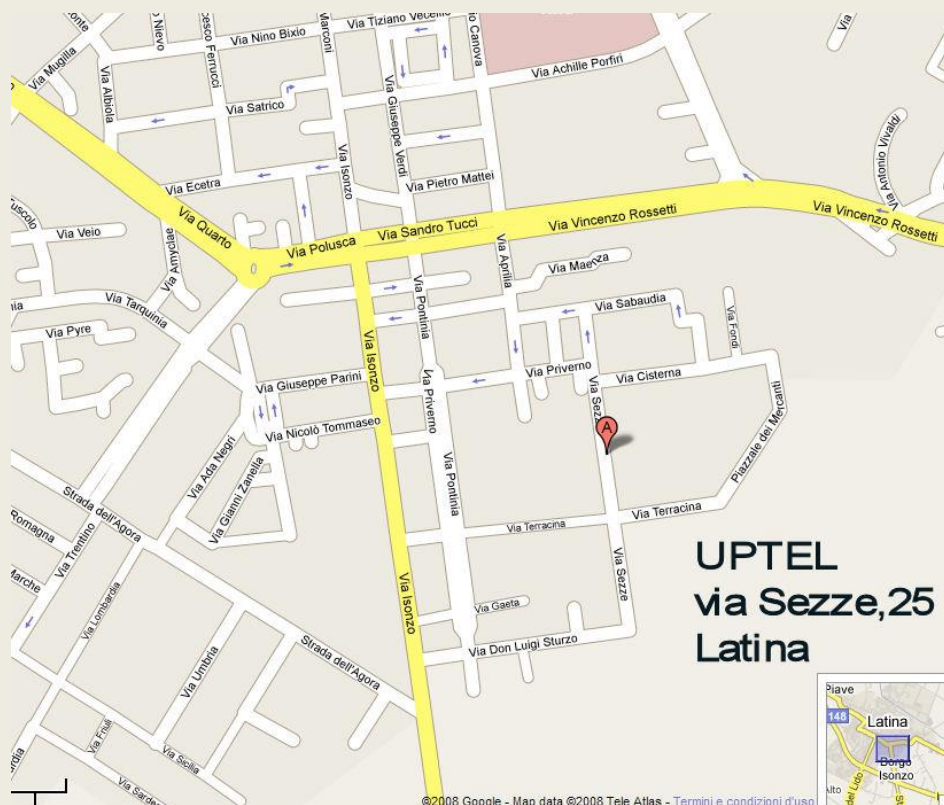 Via Tiziano Vecellio
Via Nino Bixio
Via Mugilla
Via Albiola
Via Achille Porfiri
Via Satrico
Via Giuseppe Verdi
Via Isonzo
Via Antonio Vivaldi
Via Ecetra
Via Pietro Mattei
Via Quarto
Via Sandro Tucci
Via Vincenzo Rossetti
Via Vincenzo Rossetti
Via Polusca
Via Veio
Via Amyclae
Via Aprilia
Via Maenza
Via Tarquinia
Via Pontinia
Via Sabaudia
Via Fondi
Via Pyre
Via Isonzo
Via Giuseppe Parini
Via Priverno
Via Priverno
Via Cisterna
Via Sezze
Piazzale dei Mercanti
A
Via Nicolò Tommaseo
Via Ada Negri
Via Gianni Zanella
Via Pontinia
Strada dell'Agora
Via Terracina
Via Terracina
Romagna
Via Trentino
Marche
Via Lombardia
Via Isonzo
Via Sezze
Via Gaeta
Via Don Luigi Sturzo
Via Umbria
Strada dell'Agora
Via Friuli
Via Sicilia
UPTEL
via Sezze,25
Latina
Piave
148
Latina
Borgo
Isonzo
©2008 Google - Map data ©2008 Tele Atlas - Termini e condizioni d'uso